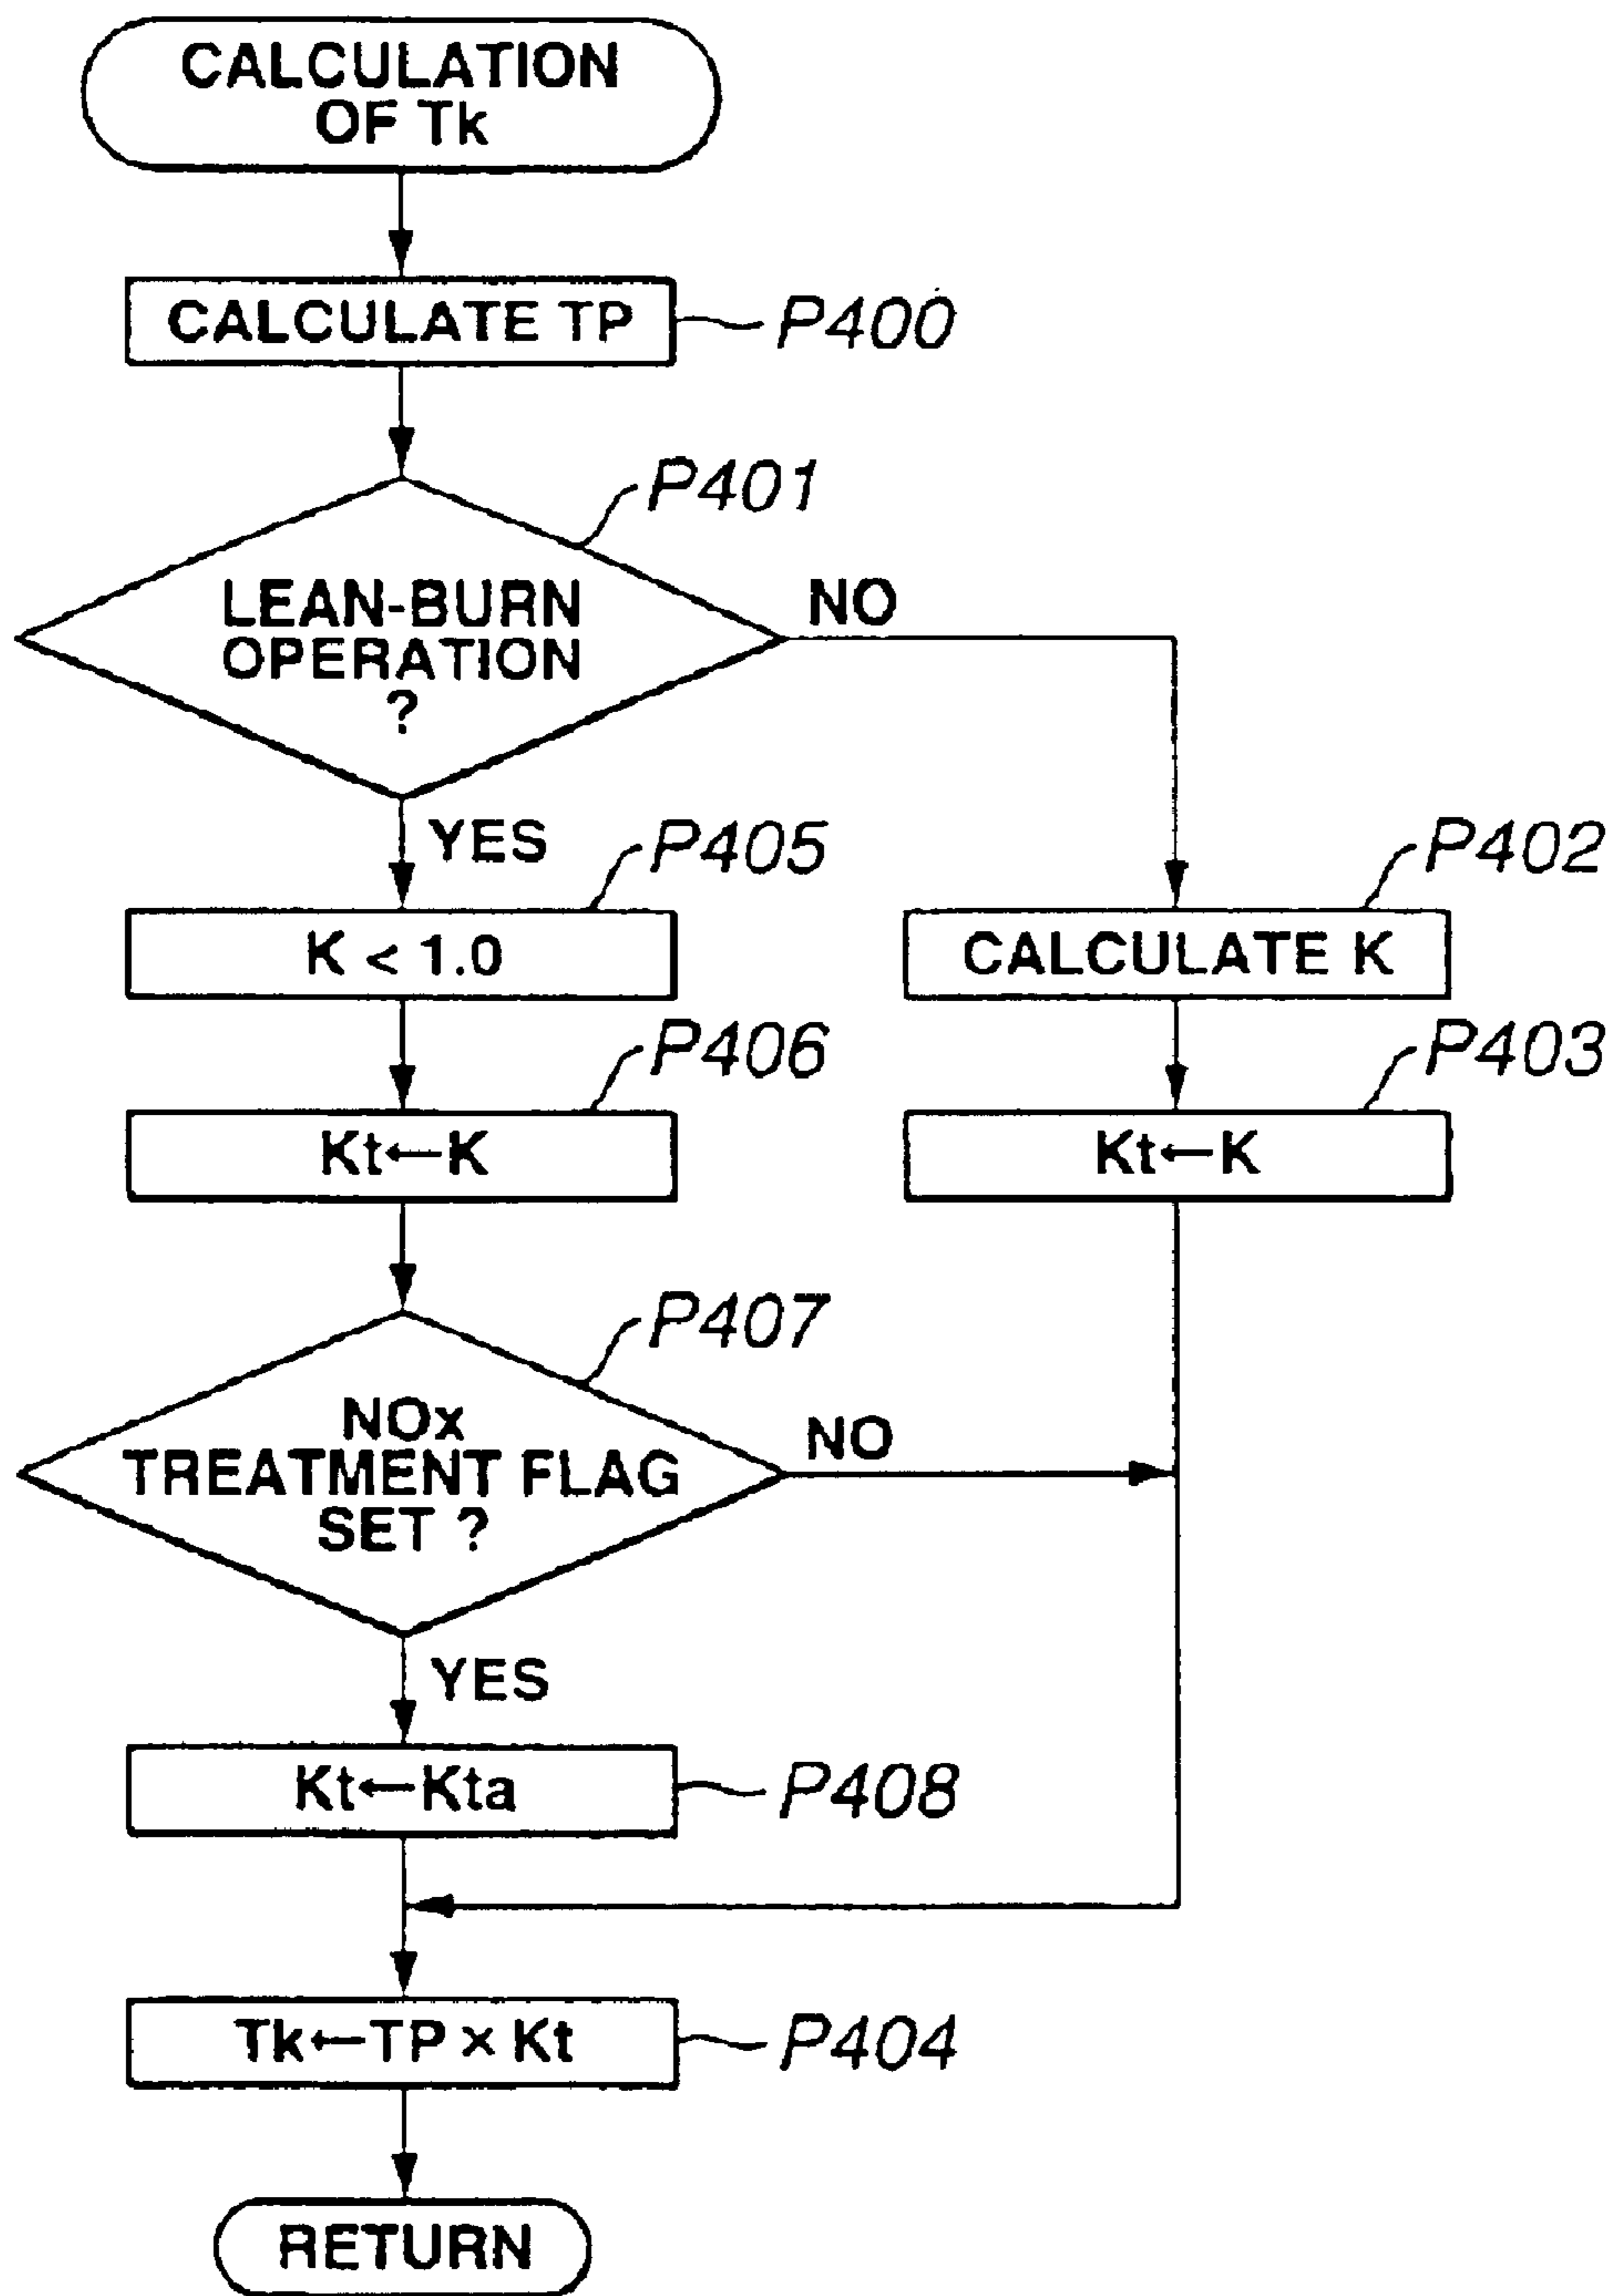 CALCULATION
OF Tk
CALCULATE TP
P400
P401
LEAN-BURN
OPERATION
?
NO
YES
P405
P402
K < 1.0
CALCULATE K
P406
P403
Kt←K
Kt←K
P407
NOx
TREATMENT FLAG
SET ?
NO
YES
Kt←Kta
P408
Tk←TP × Kt
P404
RETURN